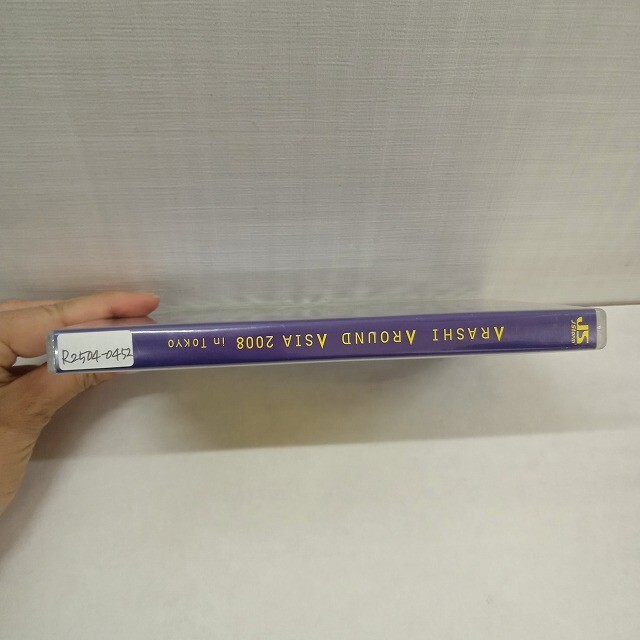 R2504-0452
ARASHI AROUND ASIA 2008 IN TOKYO
JS